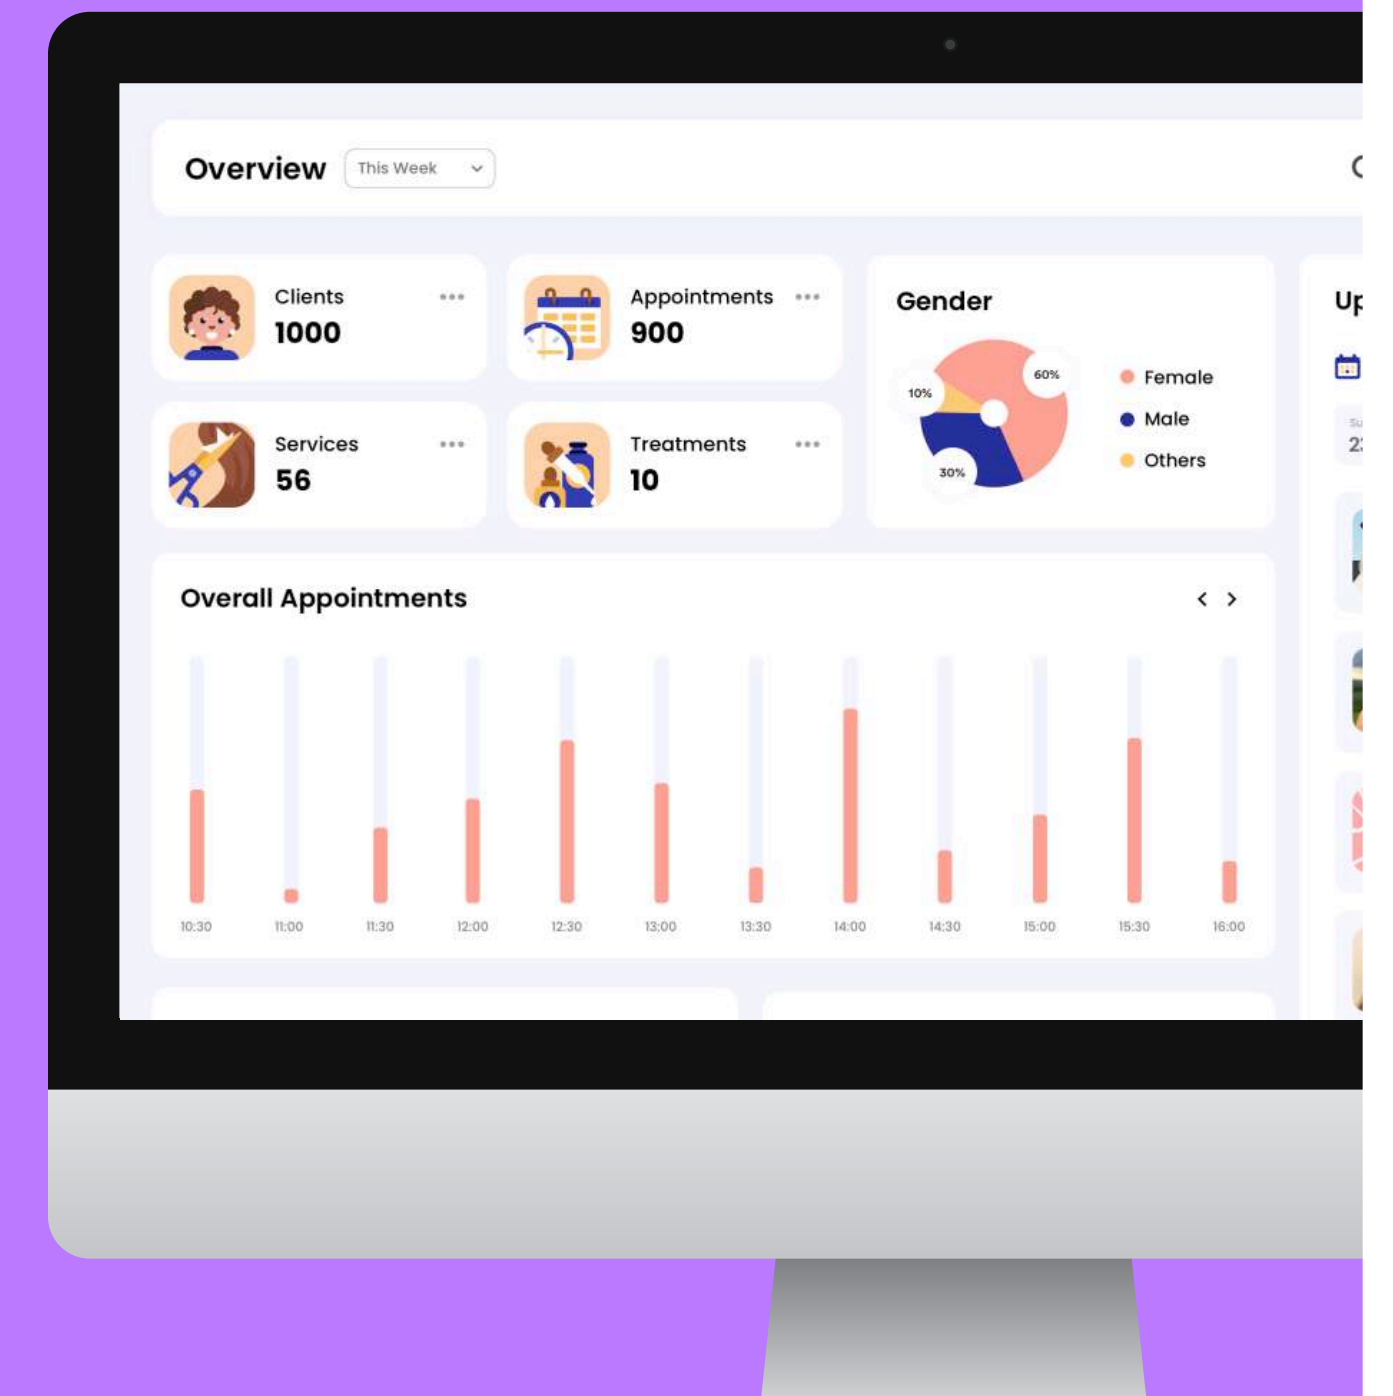 Overview
This Week
Clients
1000
Appointments
900
Services
56
Treatments
10
Gender
60%
10%
30%
Female
Male
Others
Overall Appointments
10:30 11:00 11:30 12:00 12:30 13:00 13:30 14:00 14:30 15:00 15:30 16:00